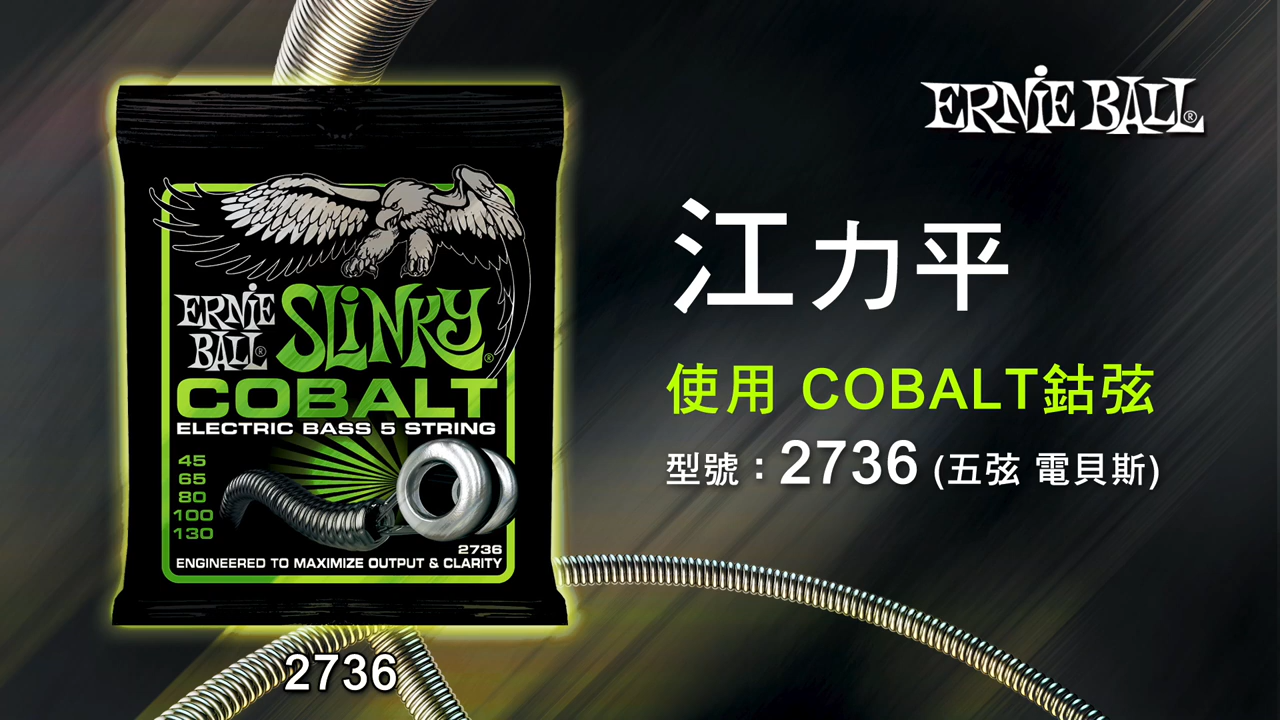 ERNIE BALL®
江力平
使用 COBALT鈷弦
型號：2736 (五弦 電貝斯)
ERNIE BALL® SLINKY®
COBALT
ELECTRIC BASS 5 STRING
45
65
80
100
130
2736
ENGINEERED TO MAXIMIZE OUTPUT & CLARITY
2736